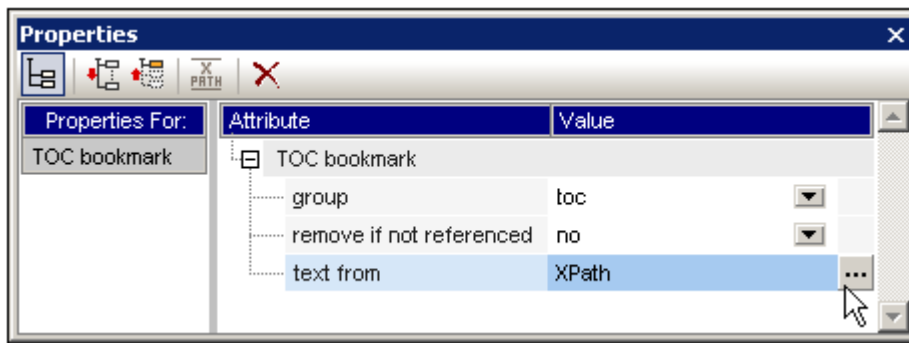 Properties
X
PATH
Properties For:
Attribute Value
TOC bookmark
TOC bookmark
group toc
remove if not referenced no
text from XPath
...